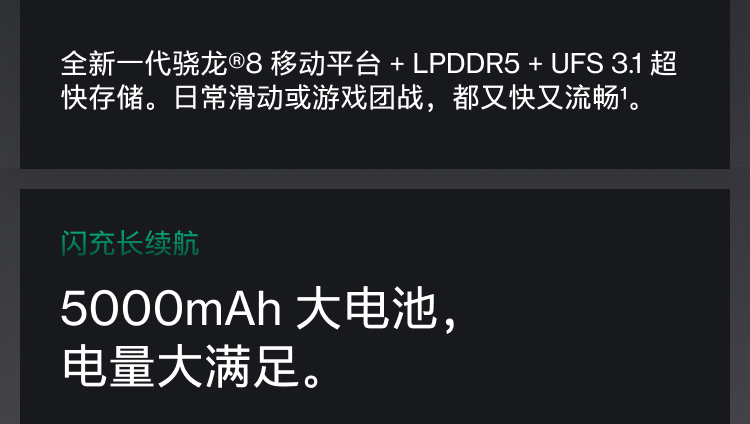 全新一代骁龙®8 移动平台 + LPDDR5 + UFS 3.1 超
快存储。日常滑动或游戏团战，都又快又流畅¹。
闪充长续航
5000mAh 大电池，
电量大满足。